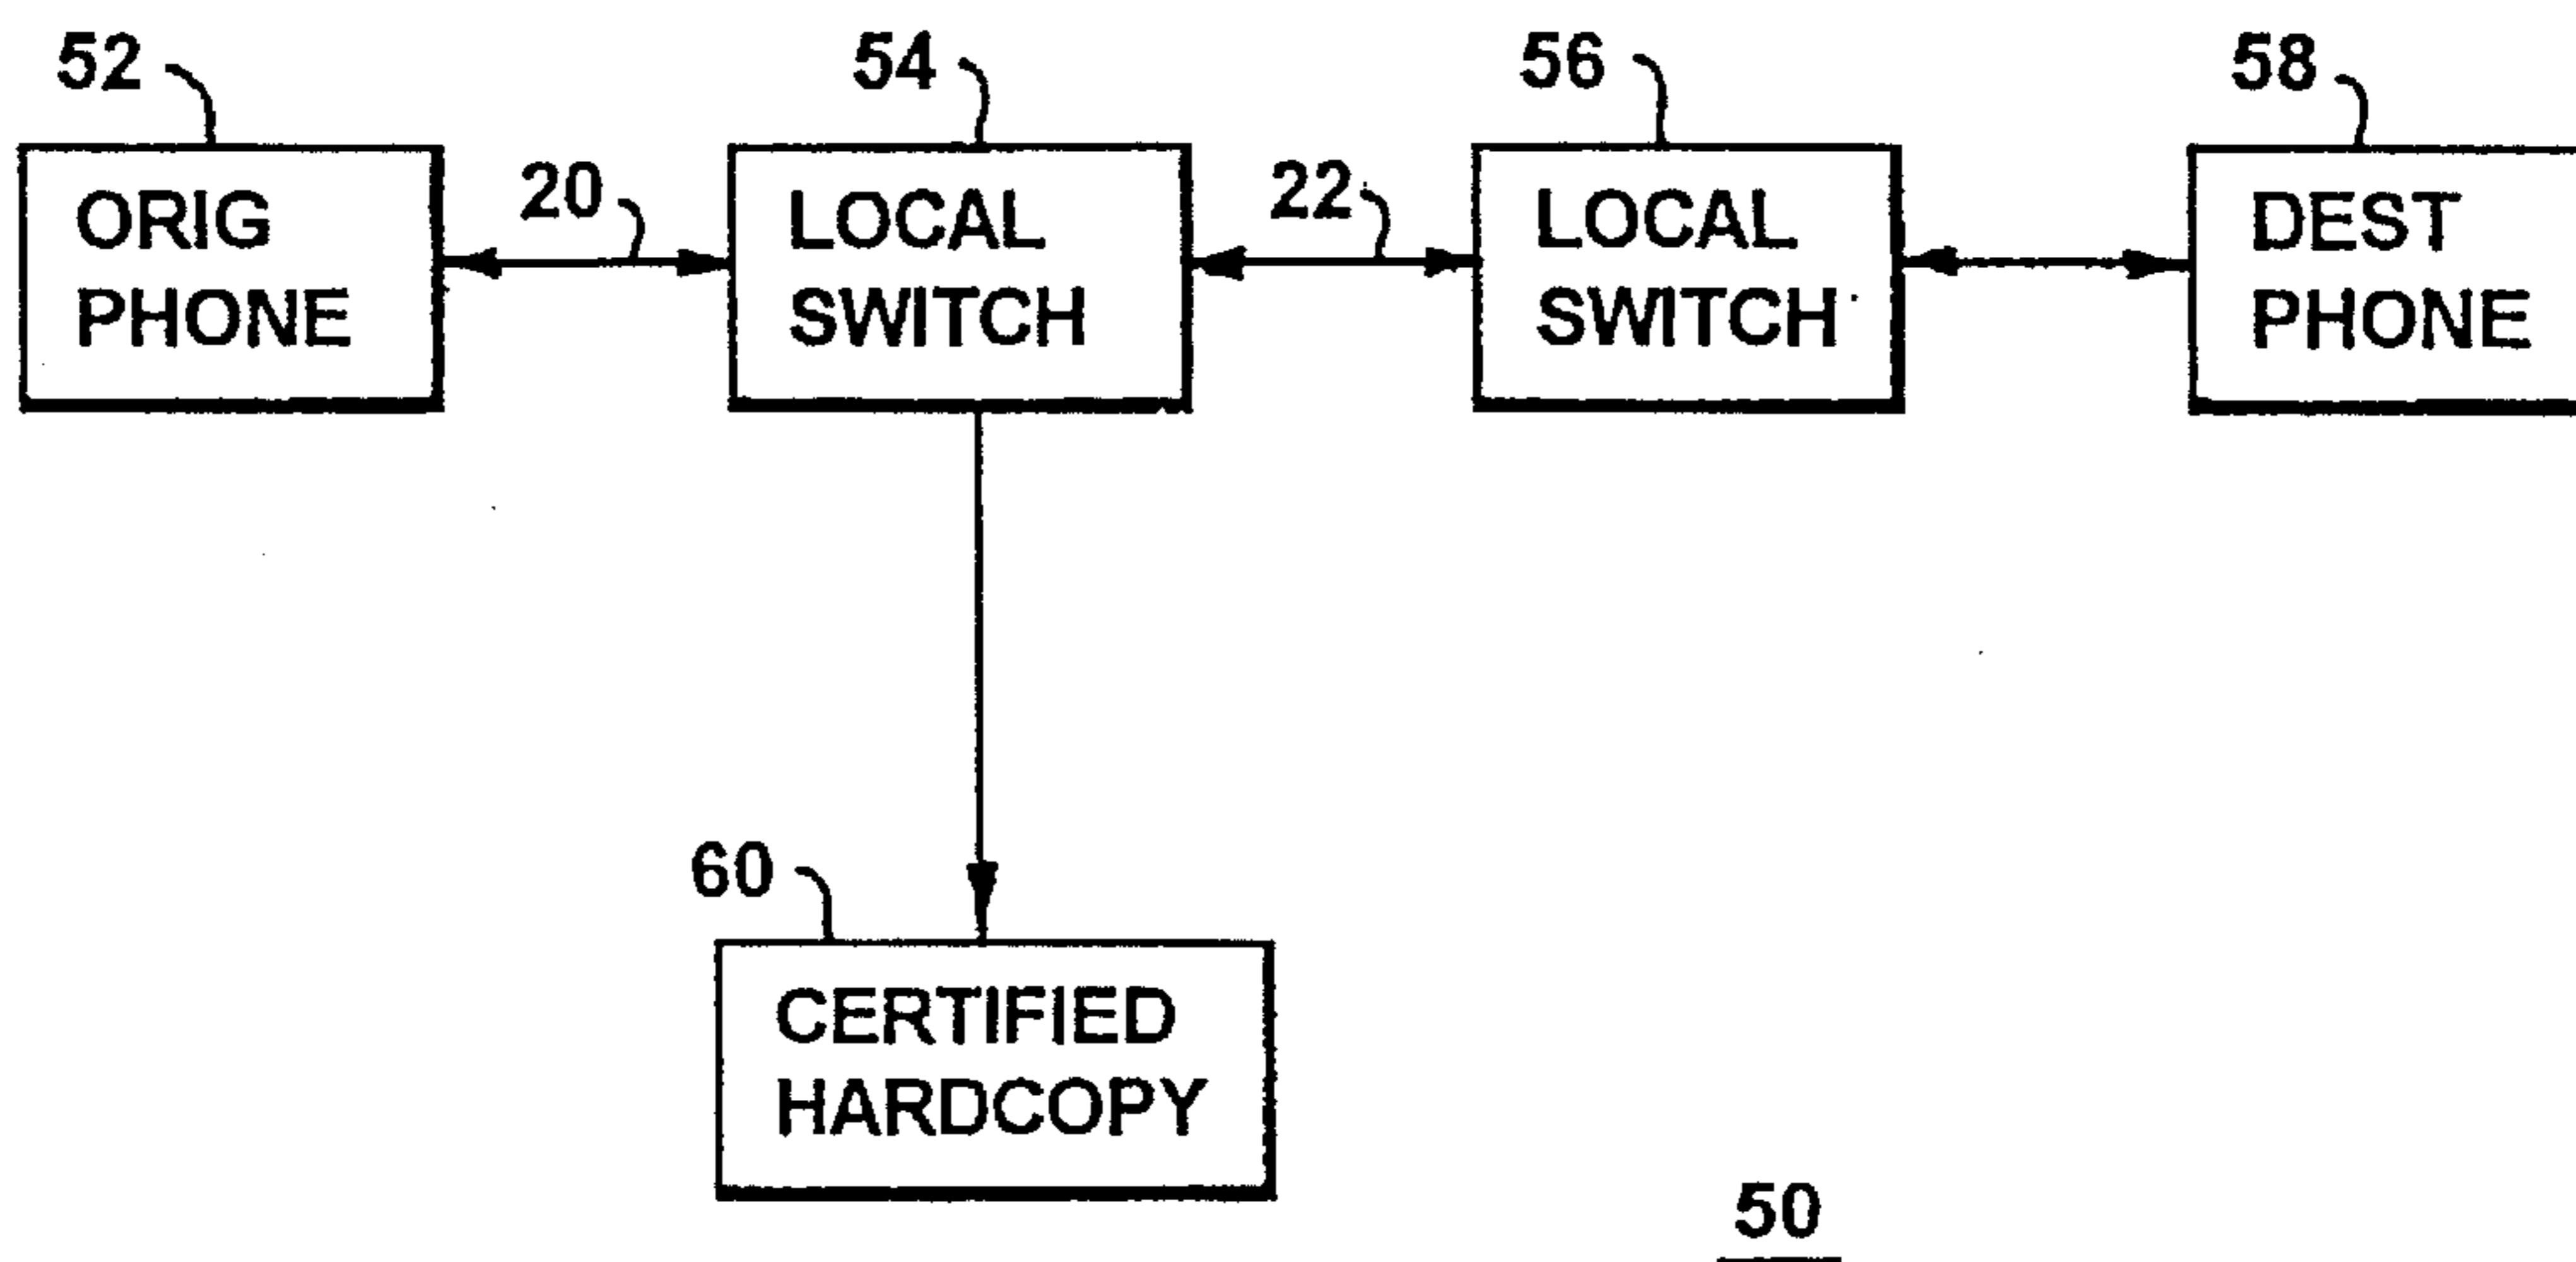 52
54
56
58
20
22
ORIG
PHONE
LOCAL
SWITCH
LOCAL
SWITCH
DEST
PHONE
60
CERTIFIED
HARDCOPY
50